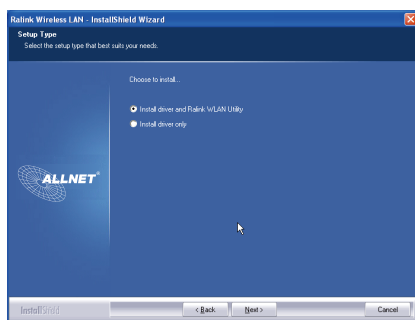 Ralink Wireless LAN - InstallShield Wizard
Setup Type
Select the setup type that best suits your needs.
Choose to install...
Install driver and Ralink WLAN Utility
Install driver only
ALLNET®
InstallShield
< Back
Next >
Cancel